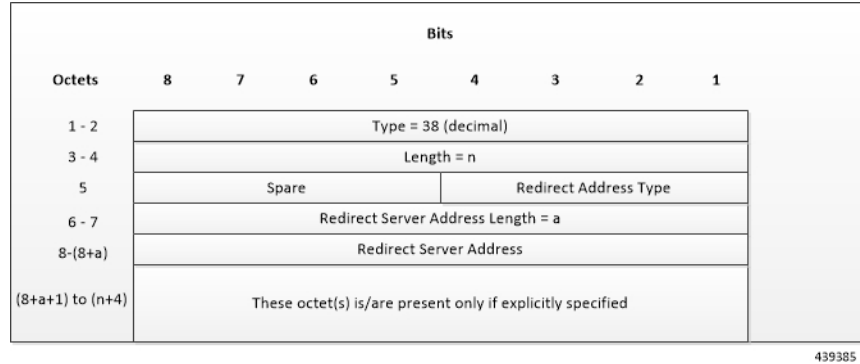 Bits
Octets 8 7 6 5 4 3 2 1
1 - 2 Type = 38 (decimal)
3 - 4 Length = n
5 Spare Redirect Address Type
6 - 7 Redirect Server Address Length = a
8-(8+a) Redirect Server Address
(8+a+1) to (n+4) These octet(s) is/are present only if explicitly specified
439385